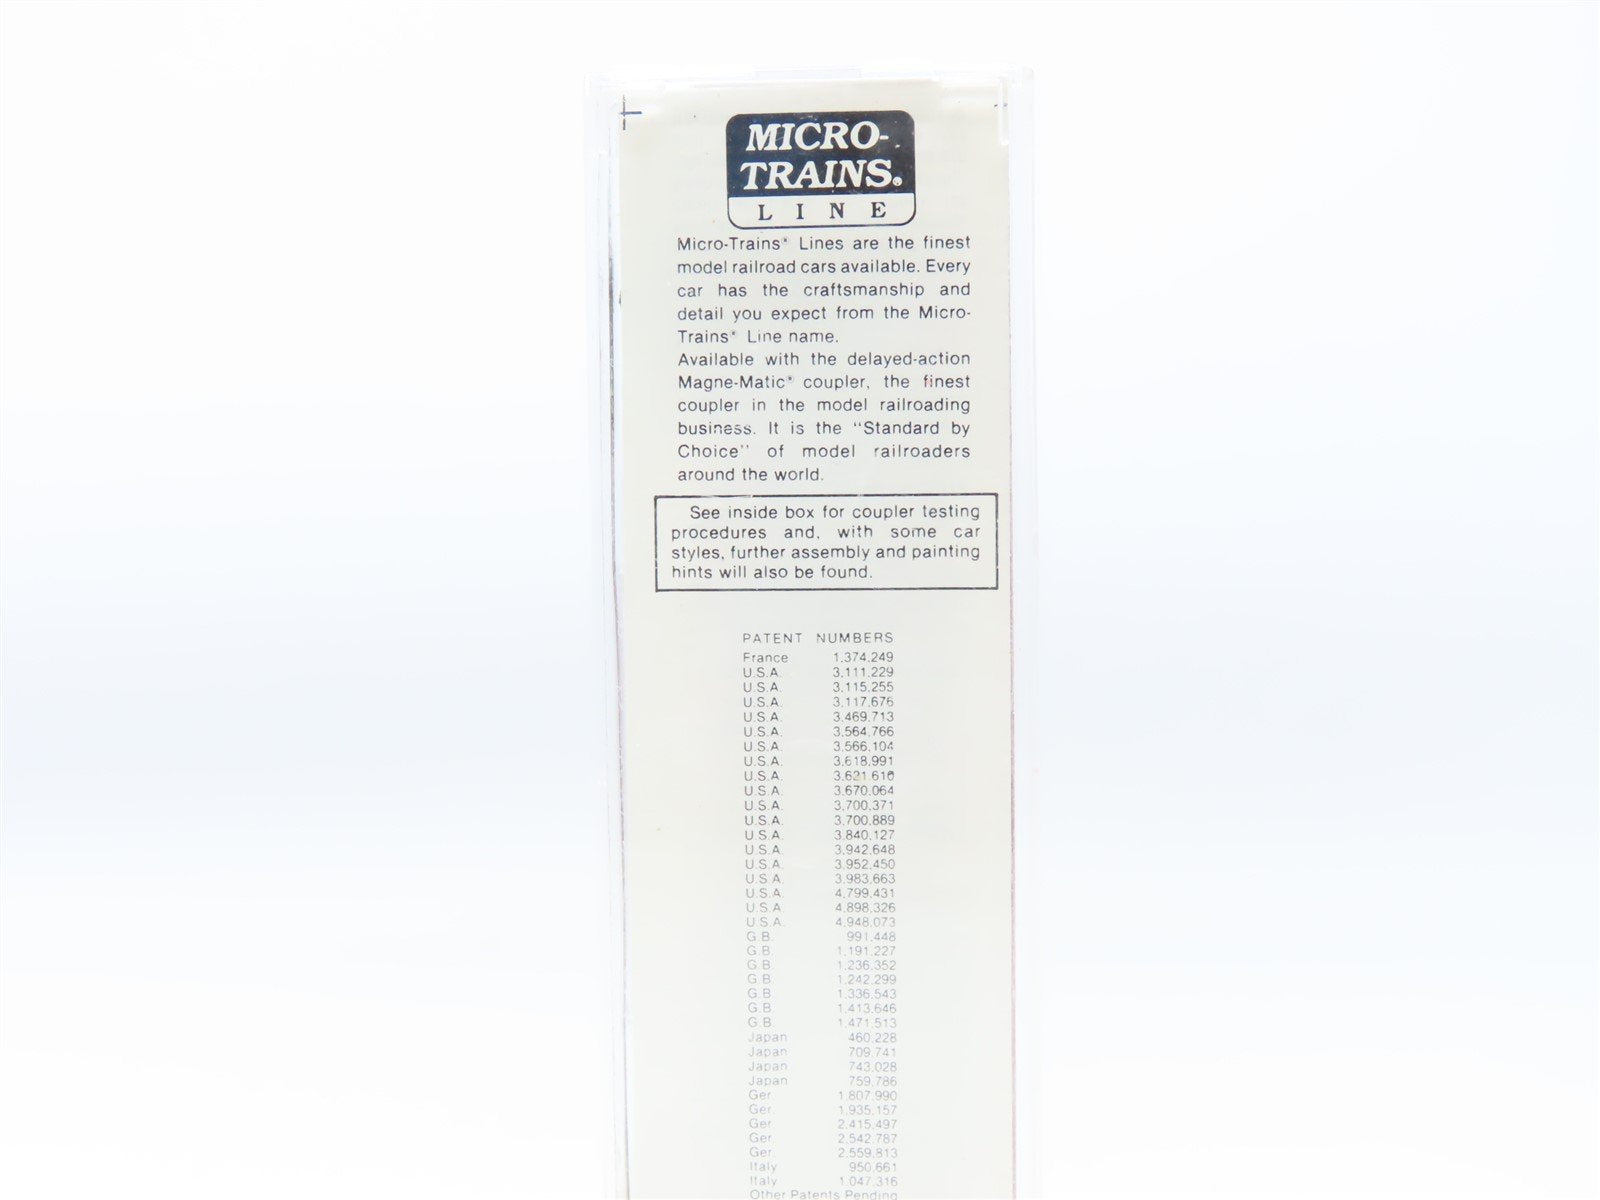 MICRO-
TRAINS®
LINE
Micro-Trains® Lines are the finest
model railroad cars available. Every
car has the craftsmanship and
detail you expect from the Micro-
Trains® Line name.
Available with the delayed-action
Magne-Matic® coupler, the finest
coupler in the model railroading
business. It is the "Standard by
Choice" of model railroaders
around the world.
See inside box for coupler testing
procedures and, with some car
styles, further assembly and painting
hints will also be found.
PATENT NUMBERS
France 1,374,249
U.S.A. 3,111,229
U.S.A. 3,115,255
U.S.A. 3,117,676
U.S.A. 3,469,713
U.S.A. 3,564,766
U.S.A. 3,566,104
U.S.A. 3,618,991
U.S.A. 3,621,610
U.S.A. 3,670,064
U.S.A. 3,700,371
U.S.A. 3,700,889
U.S.A. 3,840,127
U.S.A. 3,942,648
U.S.A. 3,952,450
U.S.A. 3,983,663
U.S.A. 4,799,431
U.S.A. 4,898,326
U.S.A. 4,948,073
G.B. 991,448
G.B. 1,191,227
G.B. 1,236,352
G.B. 1,242,299
G.B. 1,336,543
G.B. 1,413,646
G.B. 1,471,513
Japan 460,228
Japan 709,741
Japan 743,028
Japan 759,786
Ger 1,807,990
Ger 1,935,157
Ger 2,415,497
Ger 2,542,787
Ger 2,559,813
Italy 950,661
Italy 1,047,316
Other Patents Pending